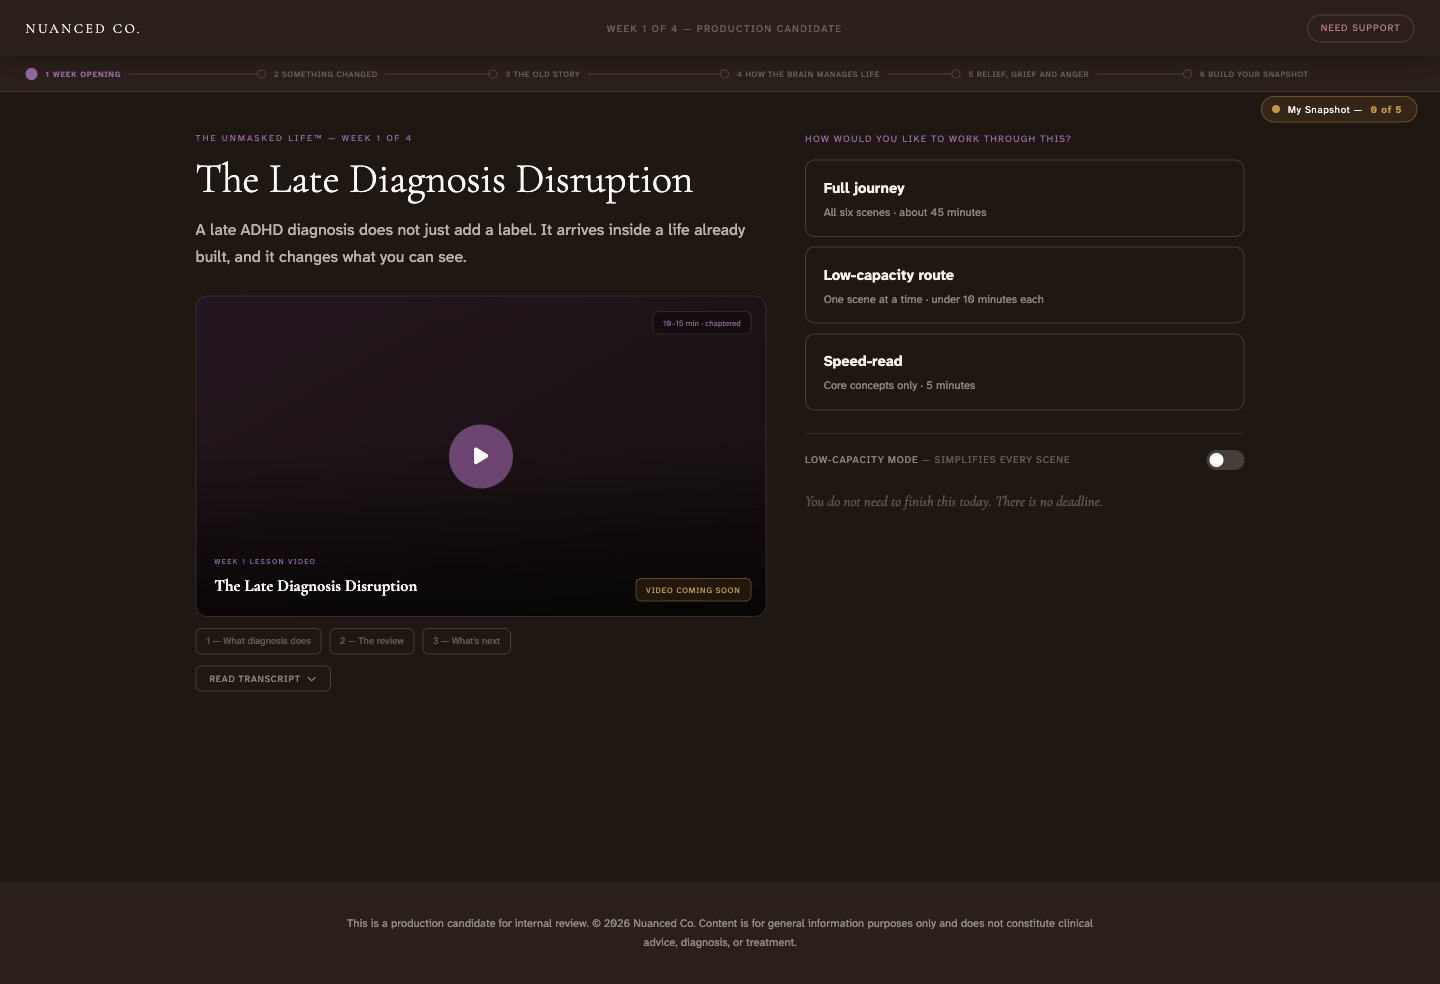 NUANCED CO.
WEEK 1 OF 4 — PRODUCTION CANDIDATE
NEED SUPPORT
1 WEEK OPENING
2 SOMETHING CHANGED
3 THE OLD STORY
4 HOW THE BRAIN MANAGES LIFE
5 RELIEF, GRIEF AND ANGER
6 BUILD YOUR SNAPSHOT
My Snapshot — 0 of 5
THE UNMASKED LIFE™ — WEEK 1 OF 4
The Late Diagnosis Disruption
A late ADHD diagnosis does not just add a label. It arrives inside a life already
built, and it changes what you can see.
10–15 min · chaptered
WEEK 1 LESSON VIDEO
The Late Diagnosis Disruption
VIDEO COMING SOON
1 — What diagnosis does
2 — The review
3 — What's next
READ TRANSCRIPT
HOW WOULD YOU LIKE TO WORK THROUGH THIS?
Full journey
All six scenes · about 45 minutes
Low-capacity route
One scene at a time · under 10 minutes each
Speed-read
Core concepts only · 5 minutes
LOW-CAPACITY MODE — SIMPLIFIES EVERY SCENE
You do not need to finish this today. There is no deadline.
This is a production candidate for internal review. © 2026 Nuanced Co. Content is for general information purposes only and does not constitute clinical
advice, diagnosis, or treatment.